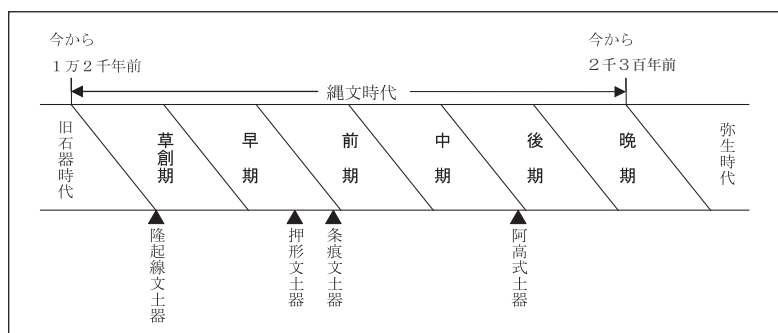 今から
1万2千年前
今から
2千3百年前
縄文時代
旧石器時代
草創期
早期
前期
中期
後期
晩期
弥生時代
隆起線文土器
押形文土器
条痕文土器
阿高式土器